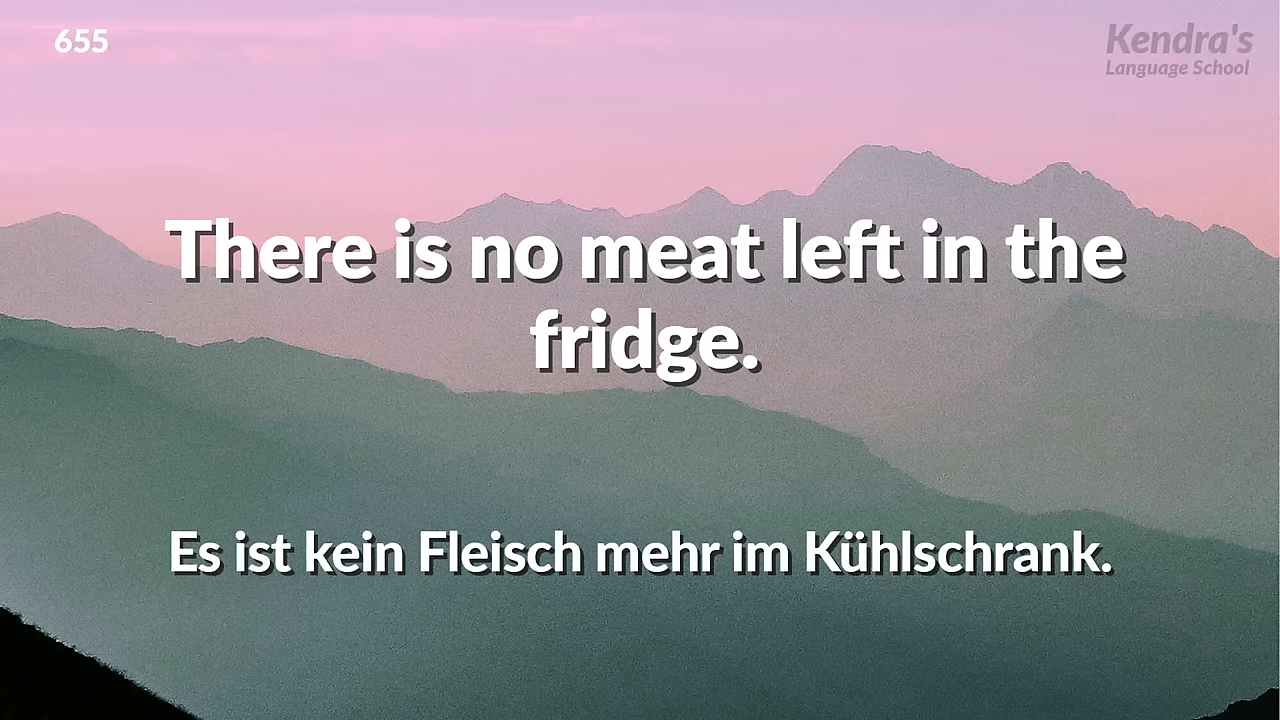 655
Kendra's
Language School
There is no meat left in the
fridge.
Es ist kein Fleisch mehr im Kühlschrank.